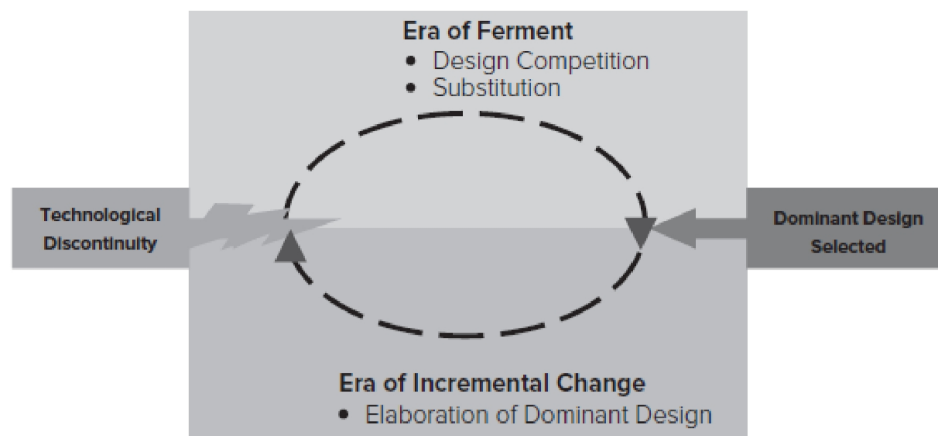 Era of Ferment
• Design Competition
• Substitution
Technological
Discontinuity
Dominant Design
Selected
Era of Incremental Change
• Elaboration of Dominant Design